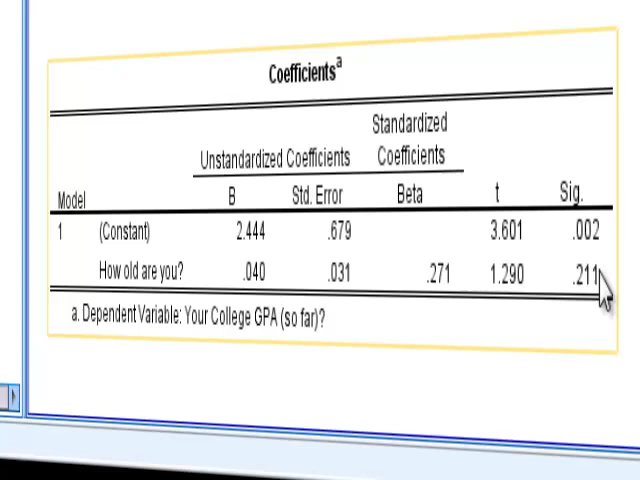 Coefficientsa
Standardized
Unstandardized Coefficients Coefficients
Model B Std. Error Beta t Sig.
1 (Constant) 2.444 .679 3.601 .002
How old are you? .040 .031 .271 1.290 .211
a. Dependent Variable: Your College GPA (so far)?